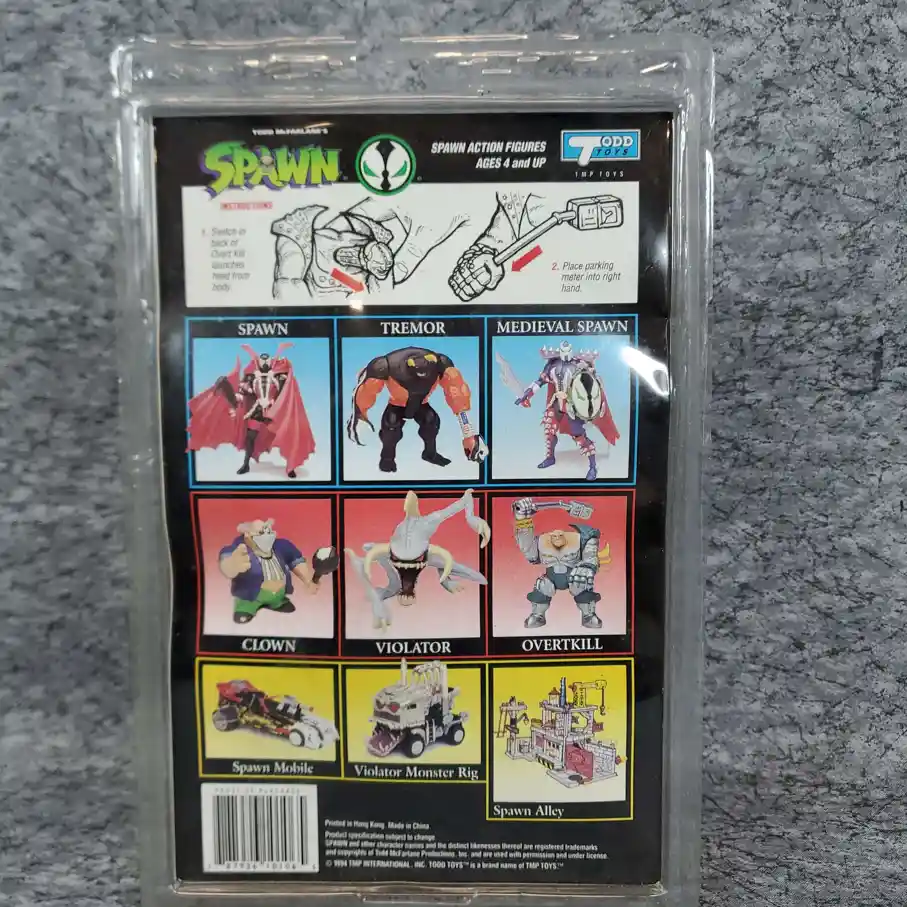 TODD McFARLANE'S
SPAWN
SPAWN ACTION FIGURES
AGES 4 and UP
TODD
TOYS
TMP TOYS
INSTRUCTIONS
1. Switch in
back of
Overt Kill
launches
head from
body.
2. Place parking
meter into right
hand.
SPAWN
TREMOR
MEDIEVAL SPAWN
CLOWN
VIOLATOR
OVERTKILL
Spawn Mobile
Violator Monster Rig
Spawn Alley
PROOF OF PURCHASE
Printed in Hong Kong. Made in China.
Product specification subject to change.
SPAWN and other character names and the distinct likenesses thereof are registered trademarks
and copyrights of Todd McFarlane Productions, Inc. and are used with permission and under license.
© 1994 TMP INTERNATIONAL, INC. TODD TOYS™ is a brand name of TMP TOYS.™